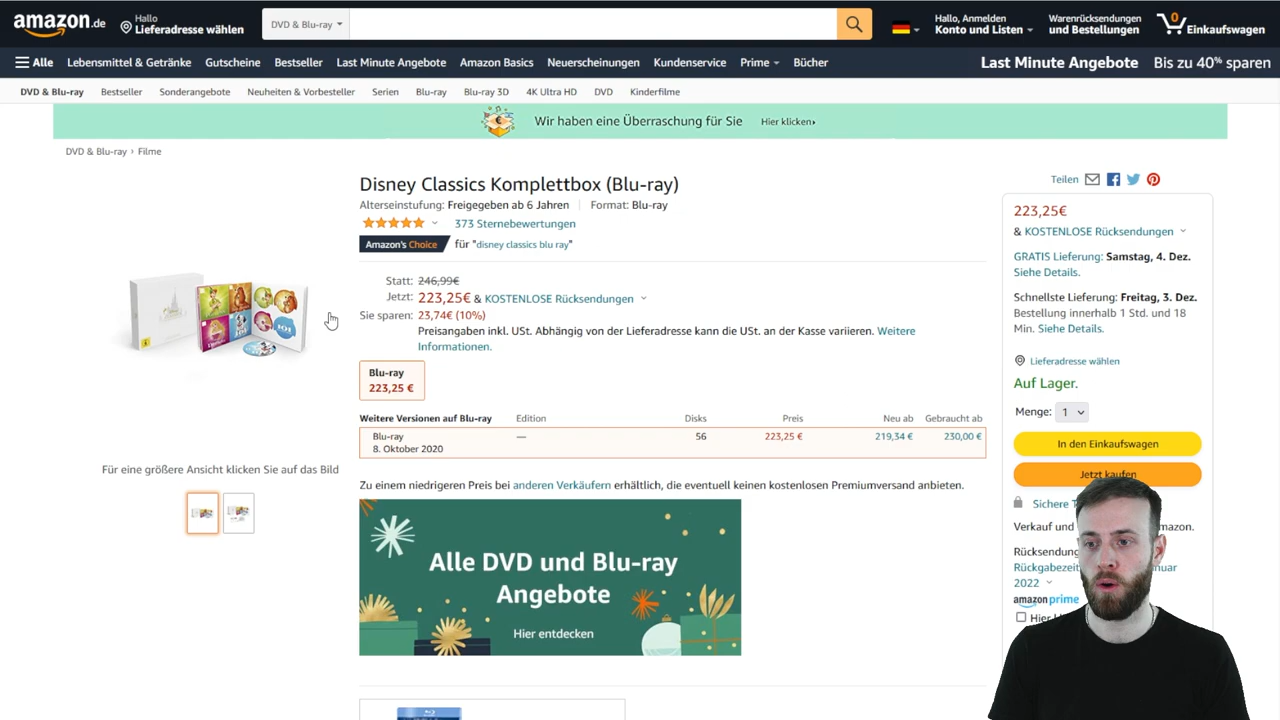 amazon.de
Hallo
Lieferadresse wählen
DVD & Blu-ray
Hallo, Anmelden
Konto und Listen
Warenrücksendungen
und Bestellungen
0
Einkaufswagen
Alle
Lebensmittel & Getränke
Gutscheine
Bestseller
Last Minute Angebote
Amazon Basics
Neuerscheinungen
Kundenservice
Prime
Bücher
Last Minute Angebote Bis zu 40% sparen
DVD & Blu-ray
Bestseller
Sonderangebote
Neuheiten & Vorbesteller
Serien
Blu-ray
Blu-ray 3D
4K Ultra HD
DVD
Kinderfilme
Wir haben eine Überraschung für Sie Hier klicken
DVD & Blu-ray › Filme
Teilen
Disney Classics Komplettbox (Blu-ray)
Alterseinstufung: Freigegeben ab 6 Jahren Format: Blu-ray
373 Sternebewertungen
Amazon's Choice für "disney classics blu ray"
Statt: 246,99€
Jetzt: 223,25€ & KOSTENLOSE Rücksendungen
Sie sparen: 23,74€ (10%)
Preisangaben inkl. USt. Abhängig von der Lieferadresse kann die USt. an der Kasse variieren. Weitere
Informationen.
Blu-ray
223,25 €
Weitere Versionen auf Blu-ray Edition Disks Preis Neu ab Gebraucht ab
Blu-ray — 56 223,25 € 219,34 € 230,00 €
8. Oktober 2020
Für eine größere Ansicht klicken Sie auf das Bild
Zu einem niedrigeren Preis bei anderen Verkäufern erhältlich, die eventuell keinen kostenlosen Premiumversand anbieten.
Alle DVD und Blu-ray
Angebote
Hier entdecken
223,25€
& KOSTENLOSE Rücksendungen
GRATIS Lieferung: Samstag, 4. Dez.
Siehe Details.
Schnellste Lieferung: Freitag, 3. Dez.
Bestellung innerhalb 1 Std. und 18
Min. Siehe Details.
Lieferadresse wählen
Auf Lager.
Menge: 1
In den Einkaufswagen
Jetzt kaufen
Sichere
Verkauf und
Rücksendung
2022
amazon prime
Hier